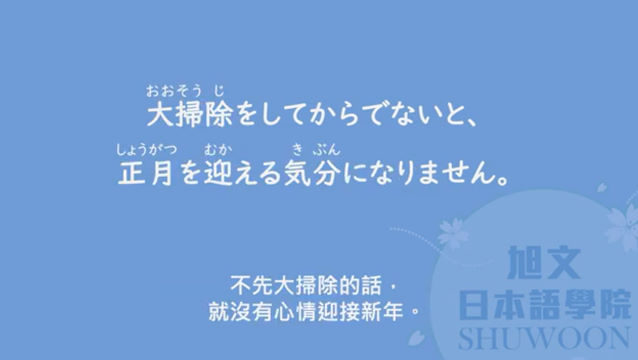 おおそうじ
大掃除をしてからでないと、
しょうがつ むか きぶん
正月を迎える気分になりません。
不先大掃除的話，
就沒有心情迎接新年。
旭文
日本語學院
SHUWOON